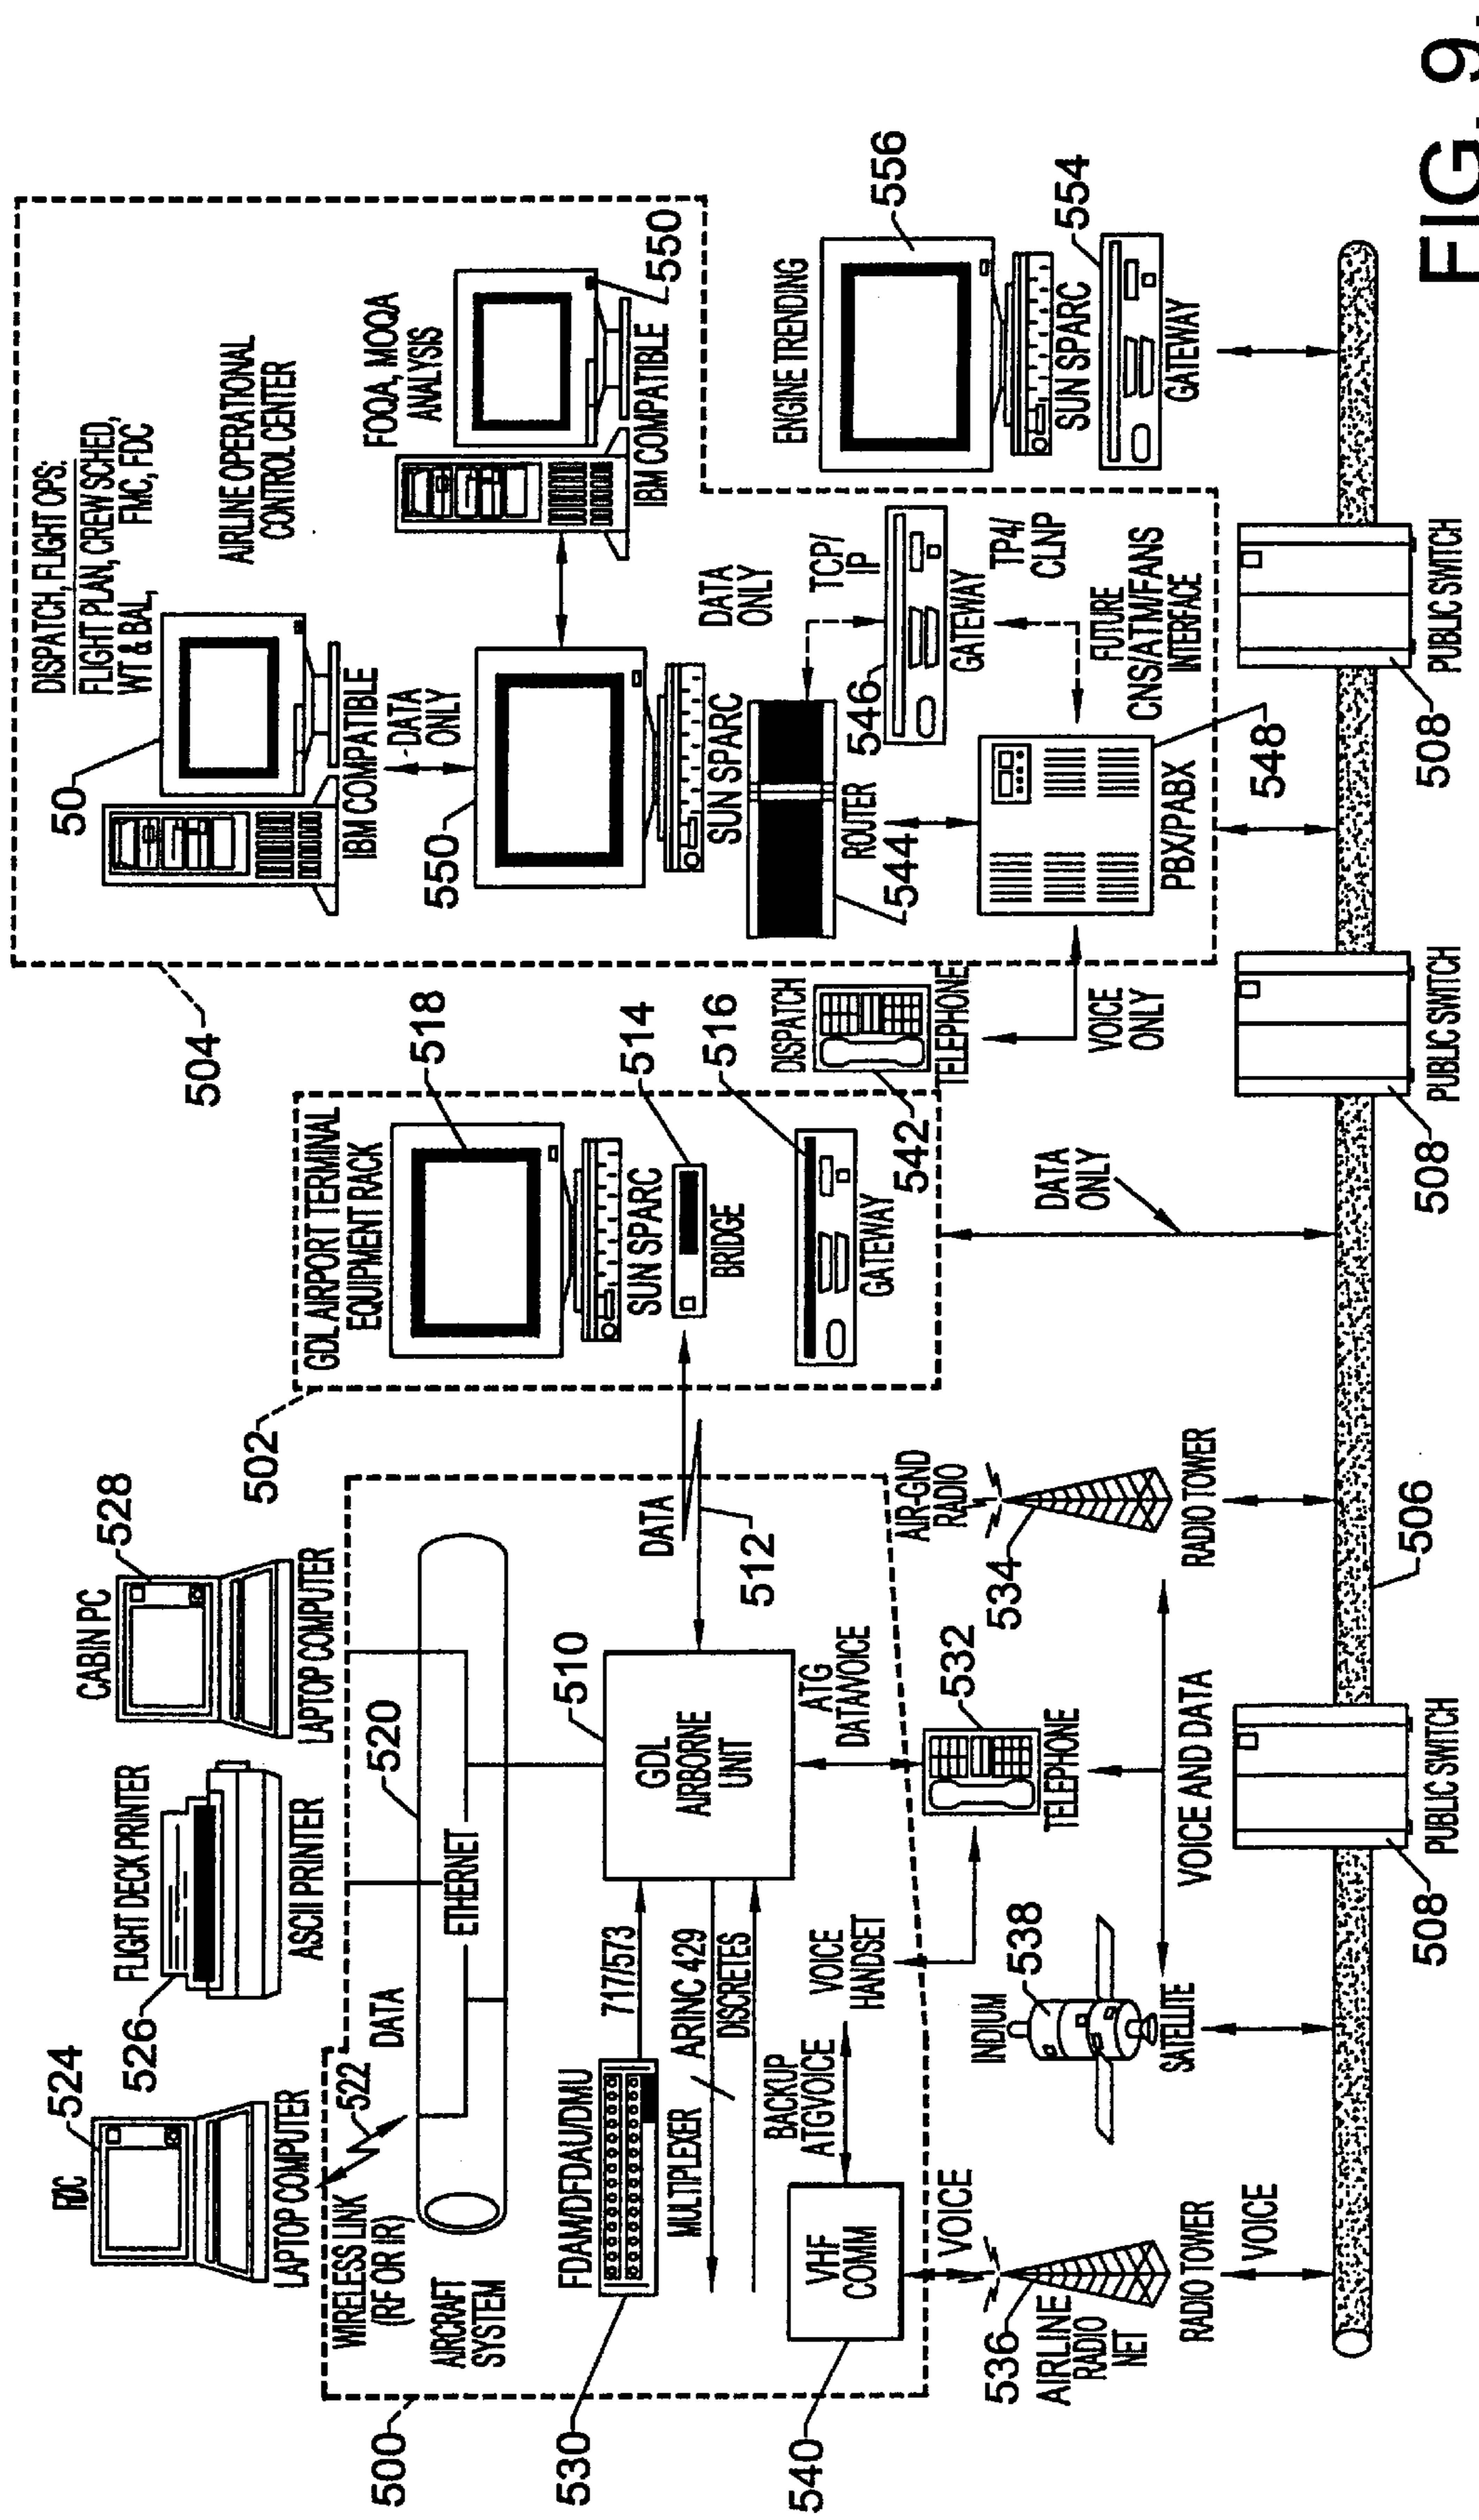 524
RDC
LAPTOP COMPUTER
526
FLIGHT DECK PRINTER
ASCII PRINTER
528
CABIN PC
LAPTOP COMPUTER
500
WIRELESS LINK
(RF OR IR)
522
DATA
AIRCRAFT
SYSTEM
520
ETHERNET
530
FDAM/DFDAU/DMU
717/573
MULTIPLEXER
ARINC 429
DISCRETES
510
GDL
AIRBORNE
UNIT
DATA
512
540
VHF
COMM
BACKUP
ATGVOICE
VOICE
HANDSET
ATG
DATA/VOICE
VOICE
536
AIRLINE
RADIO
NET
RADIO TOWER
VOICE
INDIUM
538
SATELLITE
532
TELEPHONE
VOICE AND DATA
AIR-GND
RADIO
534
RADIO TOWER
502
GDL AIRPORT TERMINAL
EQUIPMENT RACK
518
SUN SPARC
514
BRIDGE
516
GATEWAY
DATA
ONLY
504
DISPATCH, FLIGHT OPS:
FLIGHT PLAN, CREW SCHED,
WT & BAL, FMC, FDC
50
IBM COMPATIBLE
AIRLINE OPERATIONAL
CONTROL CENTER
DATA
ONLY
FOQA, MOQA
ANALYSIS
550
IBM COMPATIBLE
550
SUN SPARC
DISPATCH
542
TELEPHONE
VOICE
ONLY
ROUTER
544
DATA
ONLY
TCP/
IP
546
GATEWAY
TP4/
CLNP
FUTURE
CNS/ATM/FANS
INTERFACE
PBX/PABX
548
ENGINE TRENDING
556
SUN SPARC
554
GATEWAY
506
508
PUBLIC SWITCH
508
PUBLIC SWITCH
508
PUBLIC SWITCH
FIG. 9.